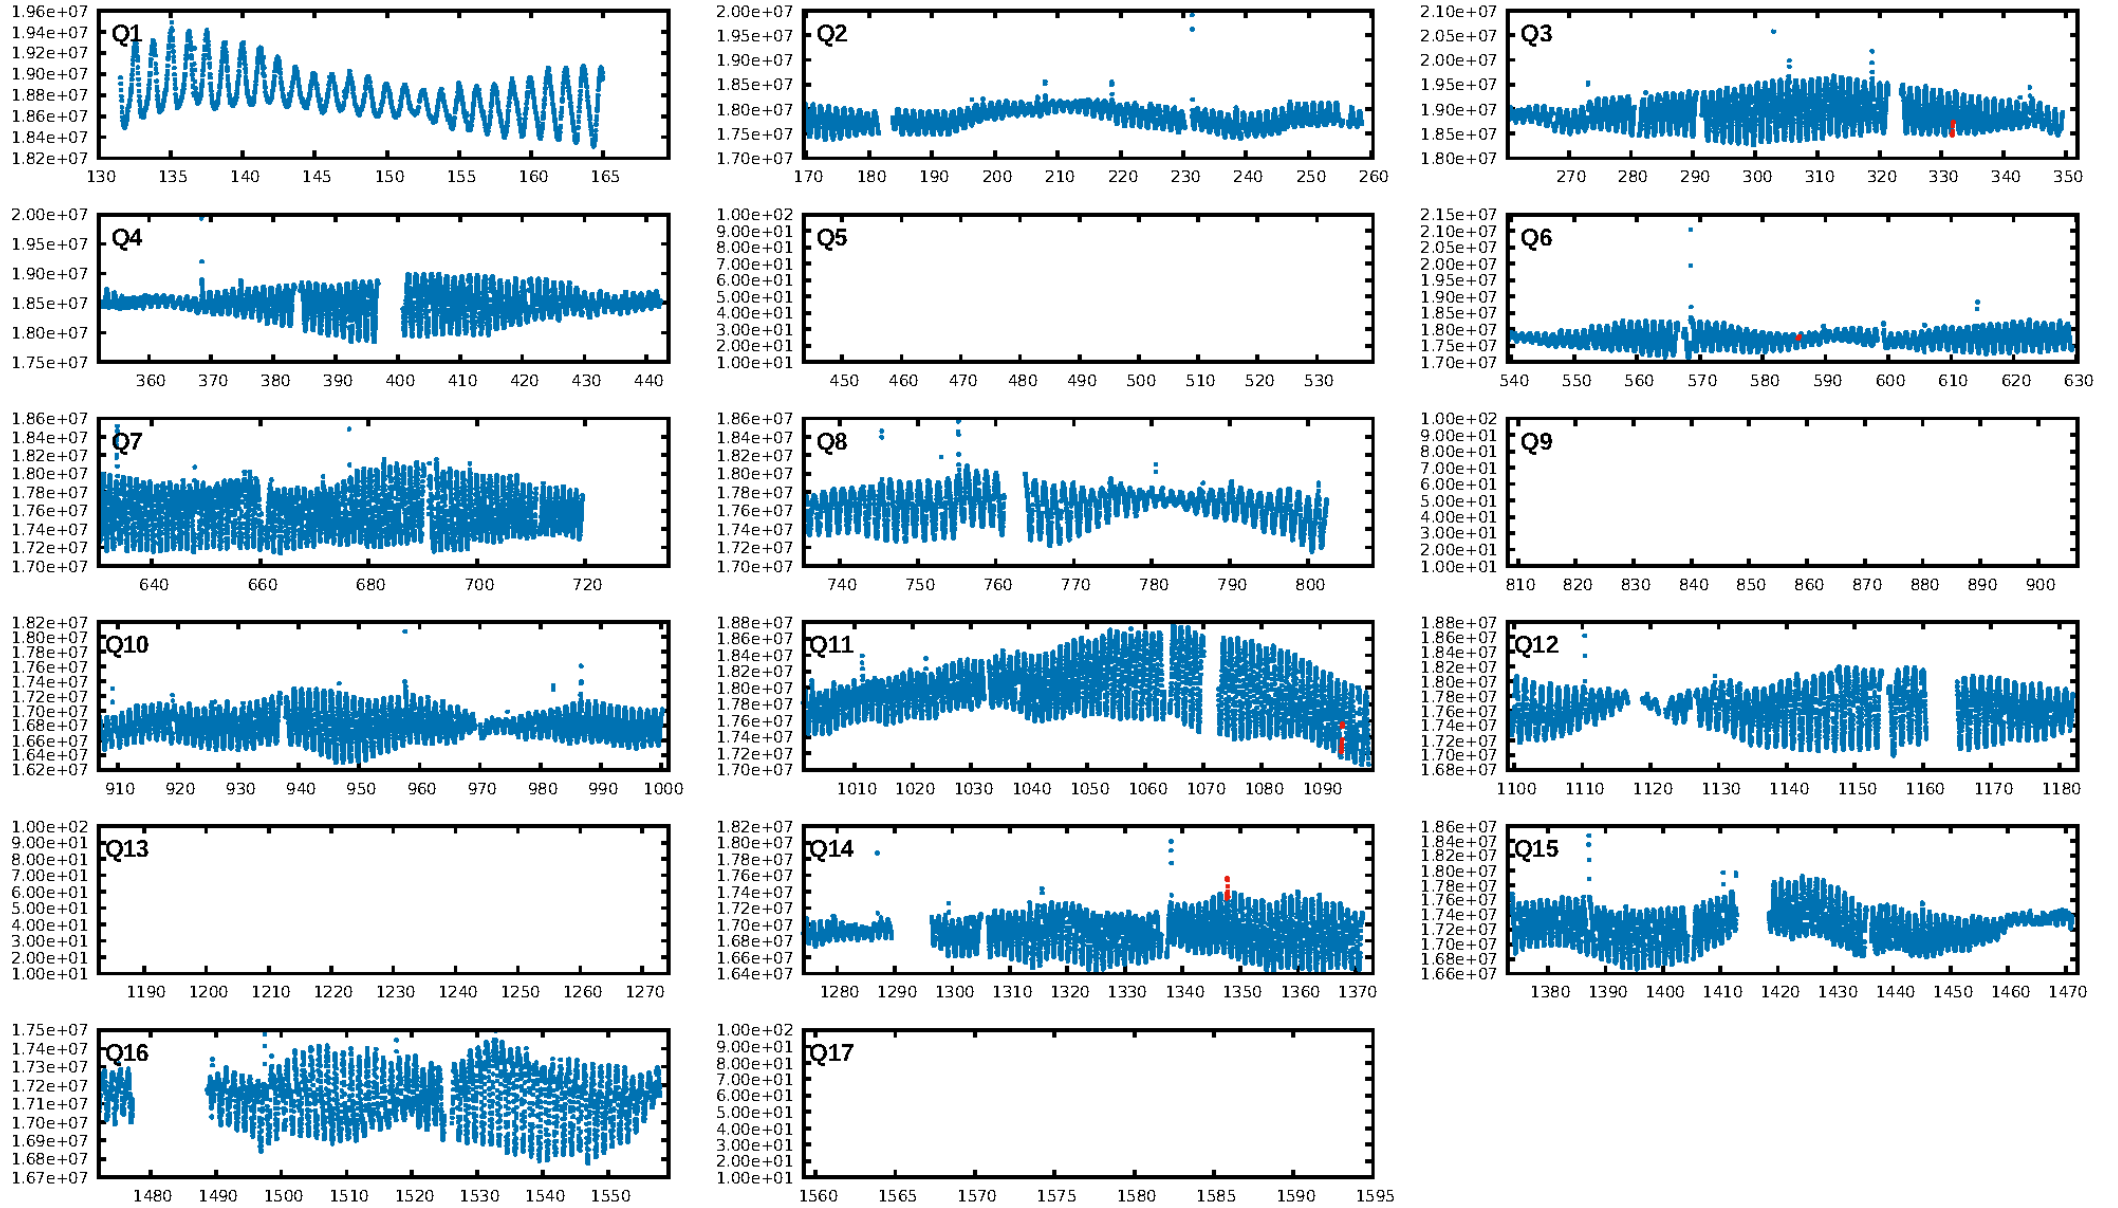 1.96e+07
1.94e+07
1.92e+07
1.90e+07
1.88e+07
1.86e+07
1.84e+07
1.82e+07
Q1
130 135 140 145 150 155 160 165
2.00e+07
1.95e+07
1.90e+07
1.85e+07
1.80e+07
1.75e+07
1.70e+07
Q2
170 180 190 200 210 220 230 240 250 260
2.10e+07
2.05e+07
2.00e+07
1.95e+07
1.90e+07
1.85e+07
1.80e+07
Q3
270 280 290 300 310 320 330 340 350
2.00e+07
1.95e+07
1.90e+07
1.85e+07
1.80e+07
1.75e+07
Q4
360 370 380 390 400 410 420 430 440
1.00e+02
9.00e+01
8.00e+01
7.00e+01
6.00e+01
5.00e+01
4.00e+01
3.00e+01
2.00e+01
1.00e+01
Q5
450 460 470 480 490 500 510 520 530
2.15e+07
2.10e+07
2.05e+07
2.00e+07
1.95e+07
1.90e+07
1.85e+07
1.80e+07
1.75e+07
1.70e+07
Q6
540 550 560 570 580 590 600 610 620 630
1.86e+07
1.84e+07
1.82e+07
1.80e+07
1.78e+07
1.76e+07
1.74e+07
1.72e+07
1.70e+07
Q7
640 660 680 700 720
1.86e+07
1.84e+07
1.82e+07
1.80e+07
1.78e+07
1.76e+07
1.74e+07
1.72e+07
1.70e+07
Q8
740 750 760 770 780 790 800
1.00e+02
9.00e+01
8.00e+01
7.00e+01
6.00e+01
5.00e+01
4.00e+01
3.00e+01
2.00e+01
1.00e+01
Q9
810 820 830 840 850 860 870 880 890 900
1.82e+07
1.80e+07
1.78e+07
1.76e+07
1.74e+07
1.72e+07
1.70e+07
1.68e+07
1.66e+07
1.64e+07
1.62e+07
Q10
910 920 930 940 950 960 970 980 990 1000
1.88e+07
1.86e+07
1.84e+07
1.82e+07
1.80e+07
1.78e+07
1.76e+07
1.74e+07
1.72e+07
1.70e+07
Q11
1010 1020 1030 1040 1050 1060 1070 1080 1090
1.88e+07
1.86e+07
1.84e+07
1.82e+07
1.80e+07
1.78e+07
1.76e+07
1.74e+07
1.72e+07
1.70e+07
1.68e+07
Q12
1100 1110 1120 1130 1140 1150 1160 1170 1180
1.00e+02
9.00e+01
8.00e+01
7.00e+01
6.00e+01
5.00e+01
4.00e+01
3.00e+01
2.00e+01
1.00e+01
Q13
1190 1200 1210 1220 1230 1240 1250 1260 1270
1.82e+07
1.80e+07
1.78e+07
1.76e+07
1.74e+07
1.72e+07
1.70e+07
1.68e+07
1.66e+07
1.64e+07
Q14
1280 1290 1300 1310 1320 1330 1340 1350 1360 1370
1.86e+07
1.84e+07
1.82e+07
1.80e+07
1.78e+07
1.76e+07
1.74e+07
1.72e+07
1.70e+07
1.68e+07
1.66e+07
Q15
1380 1390 1400 1410 1420 1430 1440 1450 1460 1470
1.75e+07
1.74e+07
1.73e+07
1.72e+07
1.71e+07
1.70e+07
1.69e+07
1.68e+07
1.67e+07
Q16
1480 1490 1500 1510 1520 1530 1540 1550
1.00e+02
9.00e+01
8.00e+01
7.00e+01
6.00e+01
5.00e+01
4.00e+01
3.00e+01
2.00e+01
1.00e+01
Q17
1560 1565 1570 1575 1580 1585 1590 1595